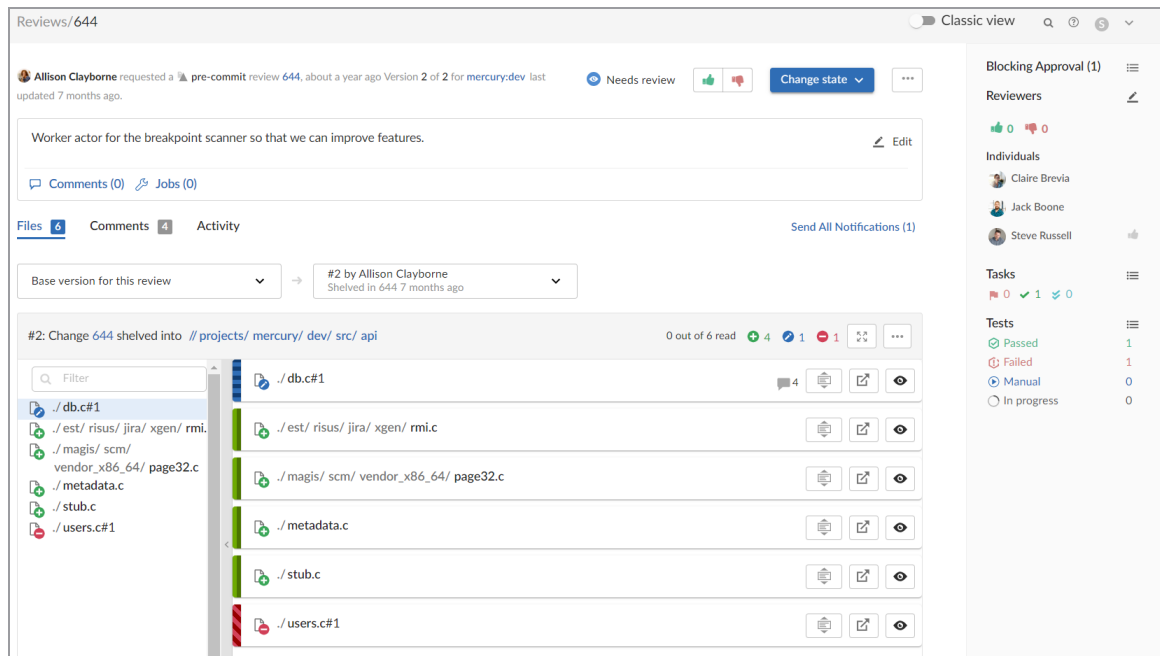 Reviews/644
Classic view
S
Allison Clayborne requested a pre-commit review 644, about a year ago Version 2 of 2 for mercury:dev last
updated 7 months ago.
Needs review
Change state
Worker actor for the breakpoint scanner so that we can improve features.
Edit
Comments (0) Jobs (0)
Files 6 Comments 4 Activity
Send All Notifications (1)
Base version for this review
#2 by Allison Clayborne
Shelved in 644 7 months ago
#2: Change 644 shelved into //projects/ mercury/ dev/ src/ api
0 out of 6 read 4 1 1
Filter
./ db.c#1
./ est/ risus/ jira/ xgen/ rmi.
./ magis/ scm/
vendor_x86_64/ page32.c
./ metadata.c
./ stub.c
./ users.c#1
./ db.c#1
4
./ est/ risus/ jira/ xgen/ rmi.c
./ magis/ scm/ vendor_x86_64/ page32.c
./ metadata.c
./ stub.c
./ users.c#1
Blocking Approval (1)
Reviewers
0 0
Individuals
Claire Brevia
Jack Boone
Steve Russell
Tasks
0 1 0
Tests
Passed 1
Failed 1
Manual 0
In progress 0